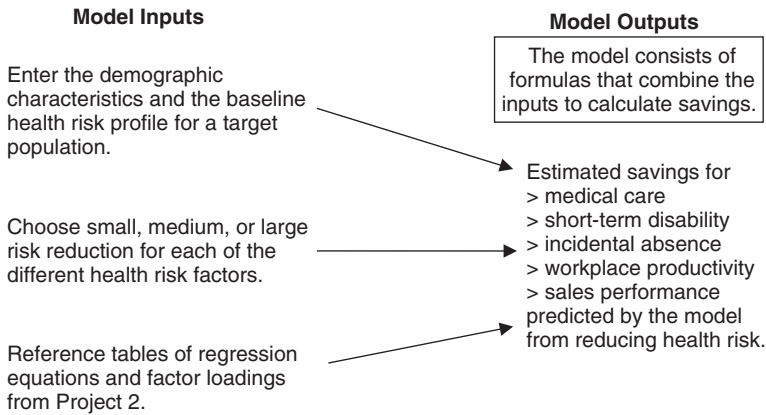 Model Inputs
Enter the demographic
characteristics and the baseline
health risk profile for a target
population.
Choose small, medium, or large
risk reduction for each of the
different health risk factors.
Reference tables of regression
equations and factor loadings
from Project 2.
Model Outputs
The model consists of
formulas that combine the
inputs to calculate savings.
Estimated savings for
> medical care
> short-term disability
> incidental absence
> workplace productivity
> sales performance
predicted by the model
from reducing health risk.